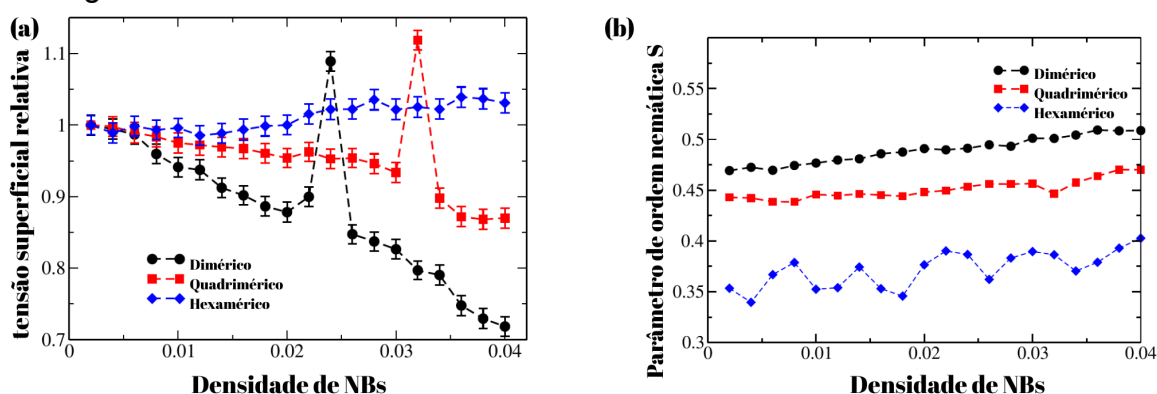 (a)
tensão superficial relativa
1.1
1
0.9
0.8
0.7
0
0.01
0.02
0.03
0.04
Dimérico
Quadrimérico
Hexamérico
Densidade de NBs
(b)
Parâmetro de ordem nemática S
0.55
0.5
0.45
0.4
0.35
0.3
0
0.01
0.02
0.03
0.04
Dimérico
Quadrimérico
Hexamérico
Densidade de NBs